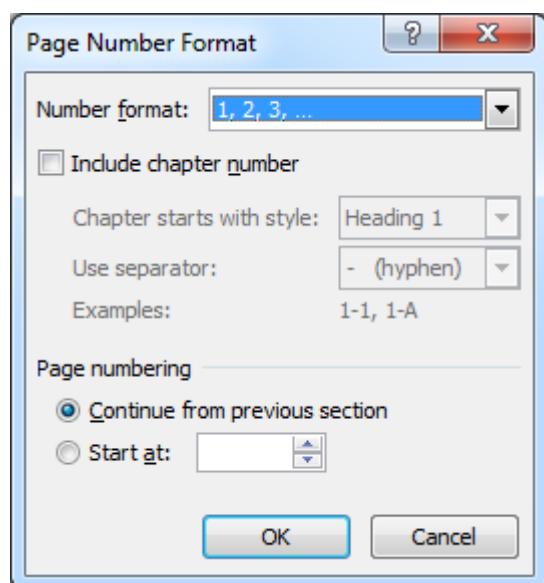 Page Number Format
Number format: 1, 2, 3, ...
Include chapter number
Chapter starts with style: Heading 1
Use separator: - (hyphen)
Examples: 1-1, 1-A
Page numbering
Continue from previous section
Start at:
OK Cancel